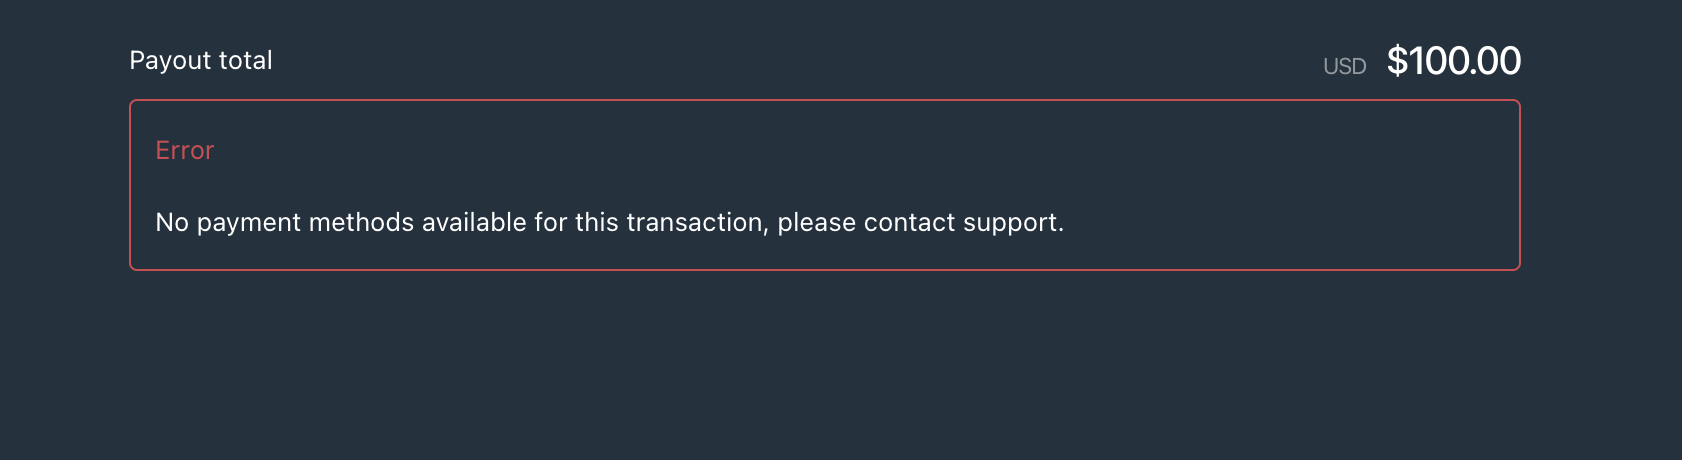 Payout total USD $100.00
Error
No payment methods available for this transaction, please contact support.